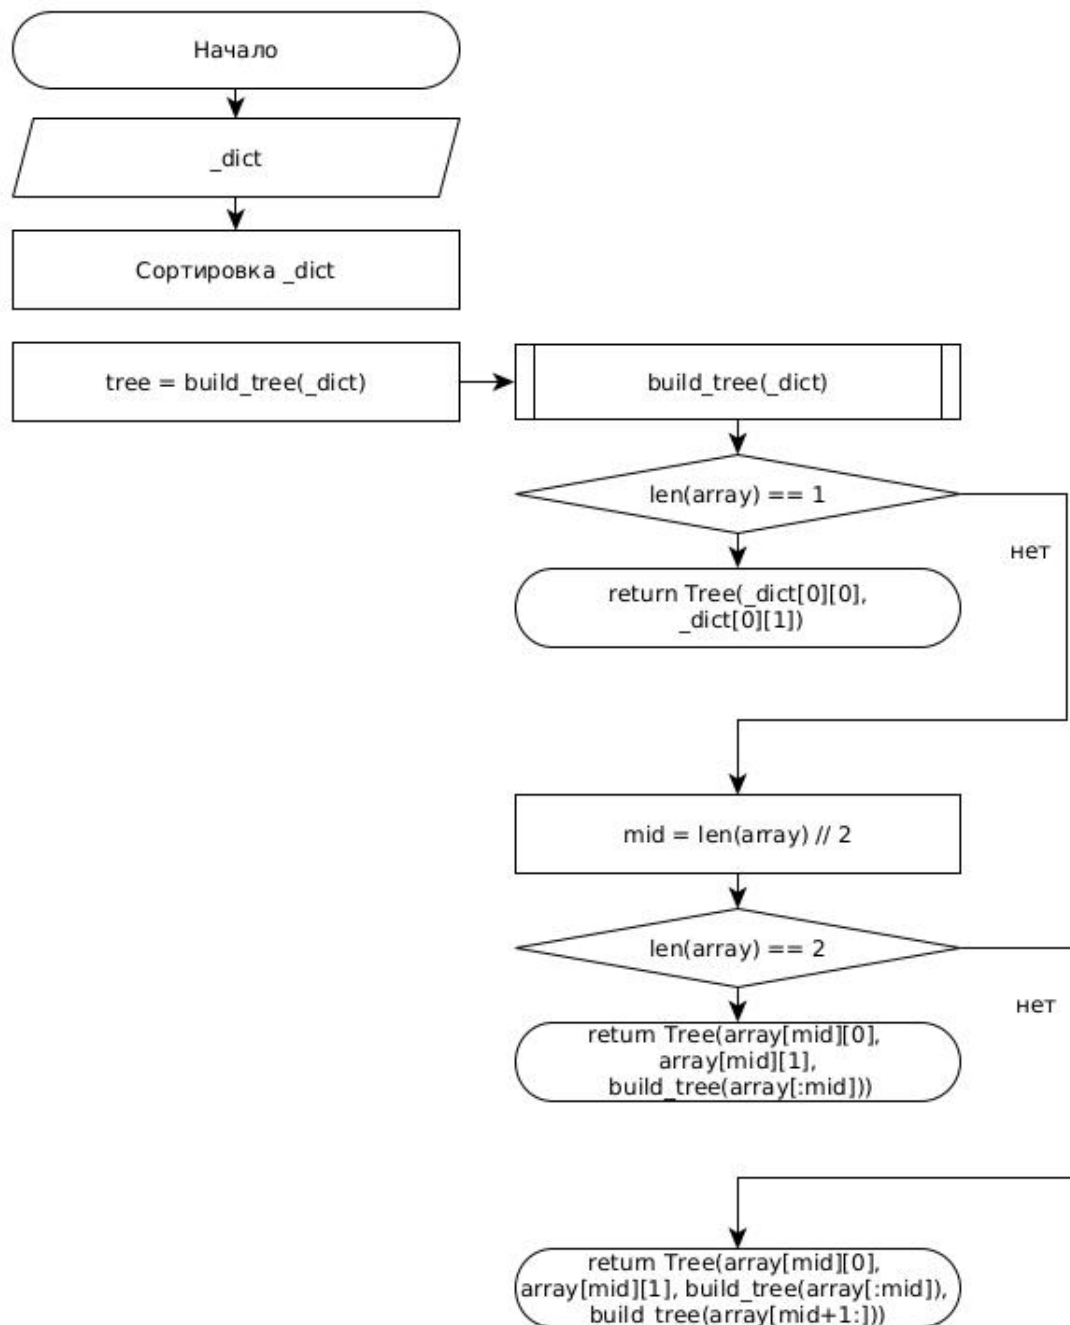 Начало
_dict
Сортировка _dict
tree = build_tree(_dict)
build_tree(_dict)
len(array) == 1
нет
return Tree(_dict[0][0],
_dict[0][1])
mid = len(array) // 2
len(array) == 2
нет
return Tree(array[mid][0],
array[mid][1],
build_tree(array[:mid]))
return Tree(array[mid][0],
array[mid][1], build_tree(array[:mid]),
build_tree(array[mid+1:]))